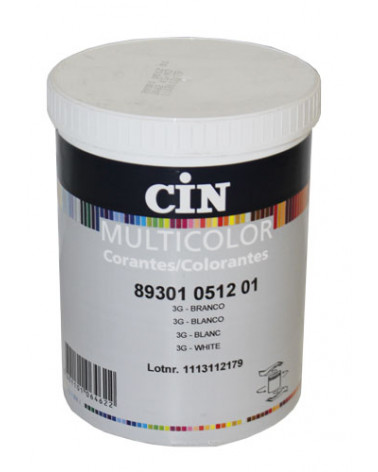 CiN
MULTICOLOR
Corantes/Colorantes
89301 0512 01
3G - BRANCO
3G - BLANCO
3G - BLANC
3G - WHITE
Lotnr. 1113112179